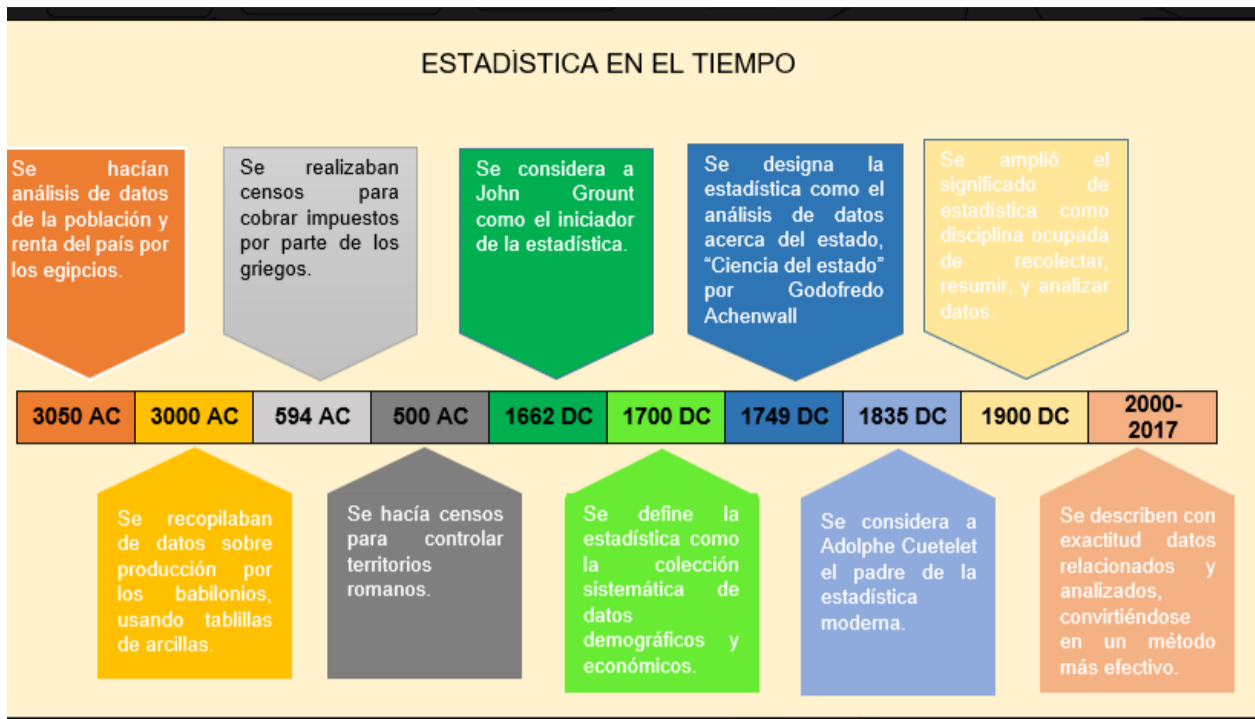 ESTADÍSTICA EN EL TIEMPO
Se hacían
análisis de datos
de la población y
renta del país por
los egipcios.
Se realizaban
censos para
cobrar impuestos
por parte de los
griegos.
Se considera a
John Grount
como el iniciador
de la estadística.
Se designa la
estadística como el
análisis de datos
acerca del estado,
“Ciencia del estado”
por Godofredo
Achenwall
Se amplió el
significado de
estadística como
disciplina ocupada
de recolectar,
resumir, y analizar
datos.
3050 AC
3000 AC
594 AC
500 AC
1662 DC
1700 DC
1749 DC
1835 DC
1900 DC
2000-
2017
Se recopilaban
de datos sobre
producción por
los babilonios,
usando tablillas
de arcillas.
Se hacía censos
para controlar
territorios
romanos.
Se define la
estadística como
la colección
sistemática de
datos
demográficos y
económicos.
Se considera a
Adolphe Cuetelet
el padre de la
estadística
moderna.
Se describen con
exactitud datos
relacionados y
analizados,
convirtiéndose
en un método
más efectivo.